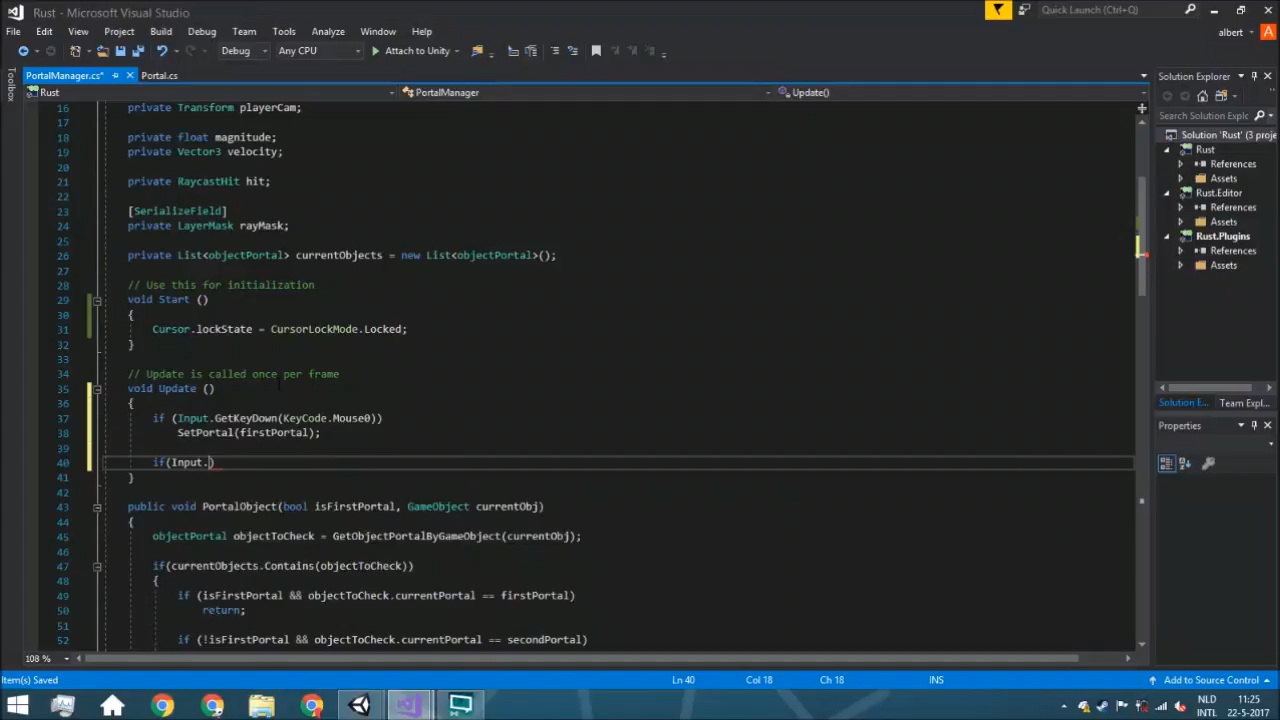 Rust - Microsoft Visual Studio
Quick Launch (Ctrl+Q)
File Edit View Project Build Debug Team Tools Analyze Window Help
albert A
Debug Any CPU Attach to Unity
Toolbox
PortalManager.cs* Portal.cs
Rust PortalManager Update()
16 private Transform playerCam;
17
18 private float magnitude;
19 private Vector3 velocity;
20
21 private RaycastHit hit;
22
23 [SerializeField]
24 private LayerMask rayMask;
25
26 private List<objectPortal> currentObjects = new List<objectPortal>();
27
28 // Use this for initialization
29 void Start ()
30 {
31 Cursor.lockState = CursorLockMode.Locked;
32 }
33
34 // Update is called once per frame
35 void Update ()
36 {
37 if (Input.GetKeyDown(KeyCode.Mouse0))
38 SetPortal(firstPortal);
39
40 if(Input.)
41 }
42
43 public void PortalObject(bool isFirstPortal, GameObject currentObj)
44 {
45 objectPortal objectToCheck = GetObjectPortalByGameObject(currentObj);
46
47 if(currentObjects.Contains(objectToCheck))
48 {
49 if (isFirstPortal && objectToCheck.currentPortal == firstPortal)
50 return;
51
52 if (!isFirstPortal && objectToCheck.currentPortal == secondPortal)
108 %
Solution Explorer
Search Solution Explo
Solution 'Rust' (3 proje
Rust
References
Assets
Rust.Editor
References
Assets
Rust.Plugins
References
Assets
Solution E... Team Expl...
Properties
Item(s) Saved Ln 40 Col 18 Ch 18 INS Add to Source Control
NLD 11:25
INTL 22-5-2017